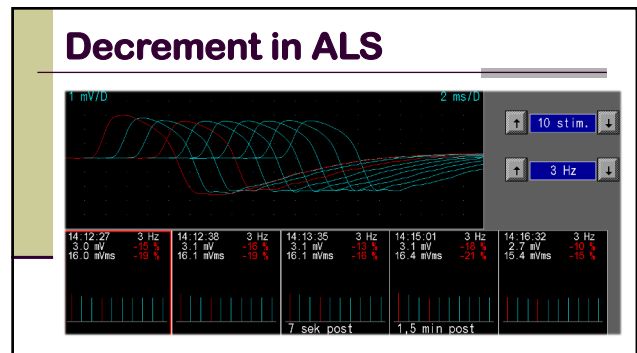 Decrement in ALS
1 mV/D 2 ms/D
↑ 10 stim. ↓
↑ 3 Hz ↓
14:12:27 3 Hz
3.0 mV -15 %
16.0 mVms -19 %
14:12:38 3 Hz
3.1 mV -16 %
16.1 mVms -19 %
14:13:35 3 Hz
3.1 mV -13 %
16.1 mVms -16 %
7 sek post
14:15:01 3 Hz
3.1 mV -18 %
16.4 mVms -21 %
1,5 min post
14:16:32 3 Hz
2.7 mV -10 %
15.4 mVms -15 %